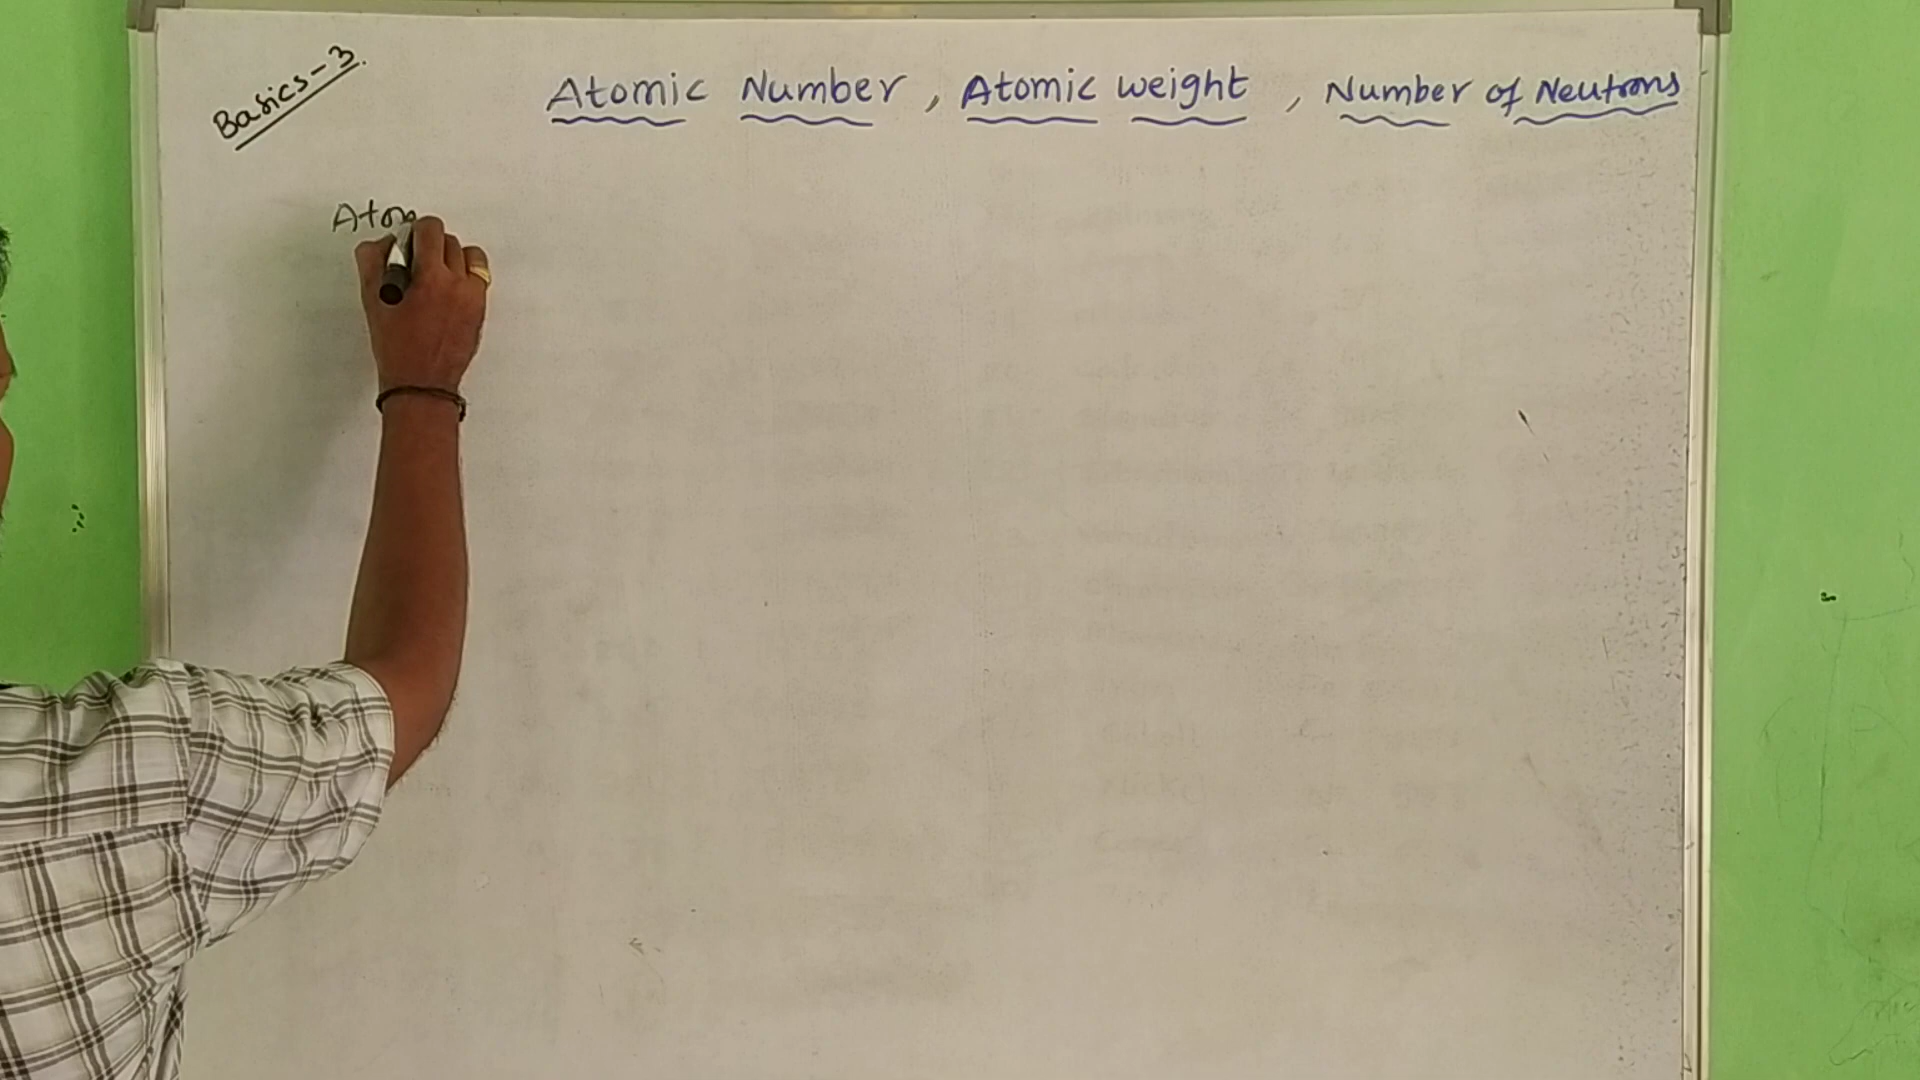 Basics-3.
Atomic Number, Atomic weight, Number of Neutrons
Atom